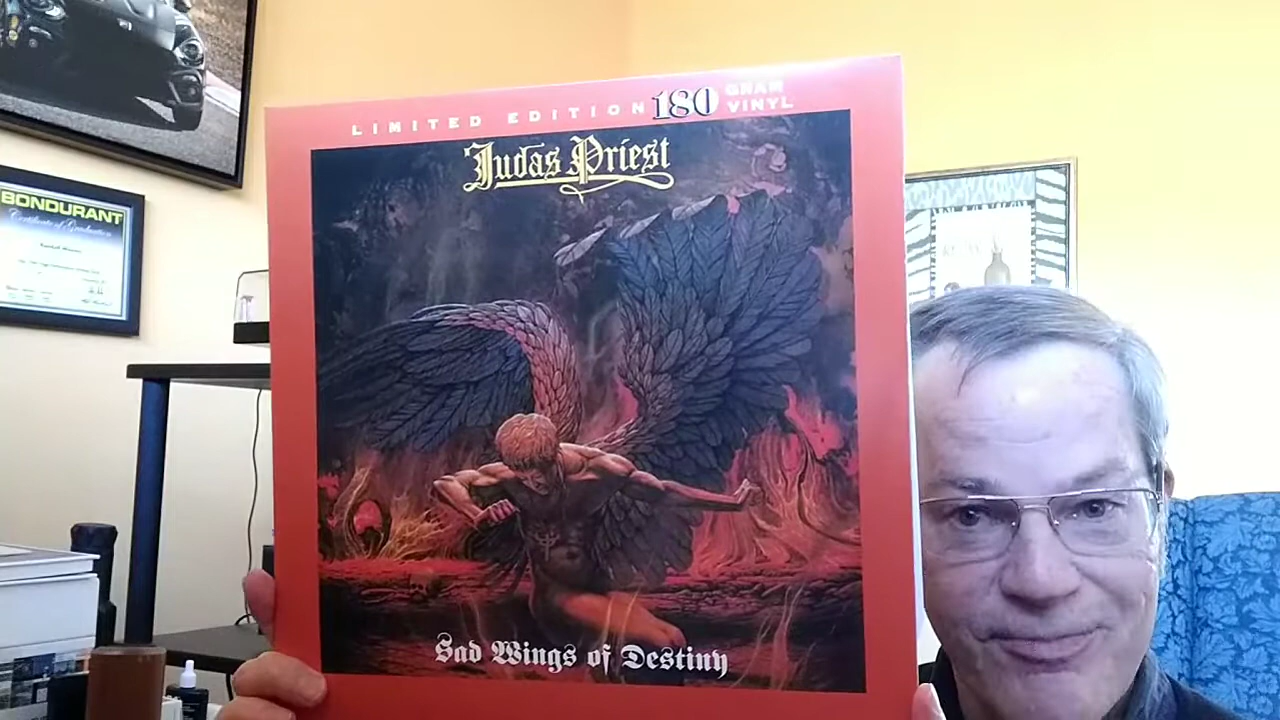 LIMITED EDITION 180 GRAM VINYL
Judas Priest
Sad Wings of Destiny
BONDURANT
Certificate of Graduation